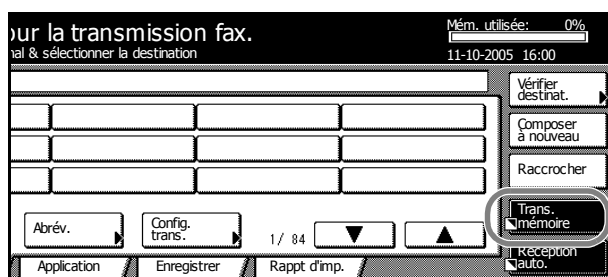 our la transmission fax.
nal & sélectionner la destination
Mém. utilisée: 0%
11-10-2005 16:00
Vérifier
destinat.
Composer
à nouveau
Raccrocher
Trans.
mémoire
Réception
auto.
Abrév.
Config.
trans.
1/ 84
Application
Enregistrer
Rappt d'imp.